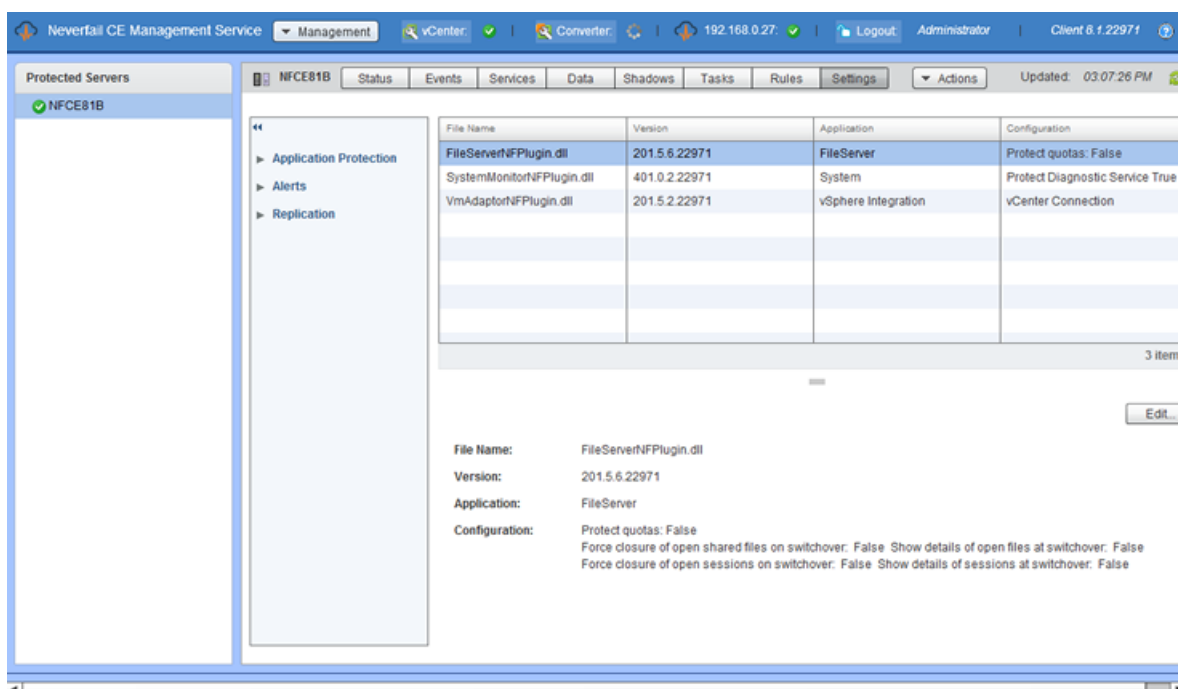 Neverfail CE Management Service Management vCenter: Converter: 192.168.0.27: Logout Administrator Client 8.1.22971
Protected Servers
NFCE81B
NFCE81B Status Events Services Data Shadows Tasks Rules Settings Actions Updated: 03:07:26 PM
Application Protection
Alerts
Replication
File Name Version Application Configuration
FileServerNFPlugin.dll 201.5.6.22971 FileServer Protect quotas: False
SystemMonitorNFPlugin.dll 401.0.2.22971 System Protect Diagnostic Service True
VmAdaptorNFPlugin.dll 201.5.2.22971 vSphere Integration vCenter Connection
3 item
Edit...
File Name: FileServerNFPlugin.dll
Version: 201.5.6.22971
Application: FileServer
Configuration: Protect quotas: False
Force closure of open shared files on switchover: False Show details of open files at switchover: False
Force closure of open sessions on switchover: False Show details of sessions at switchover: False